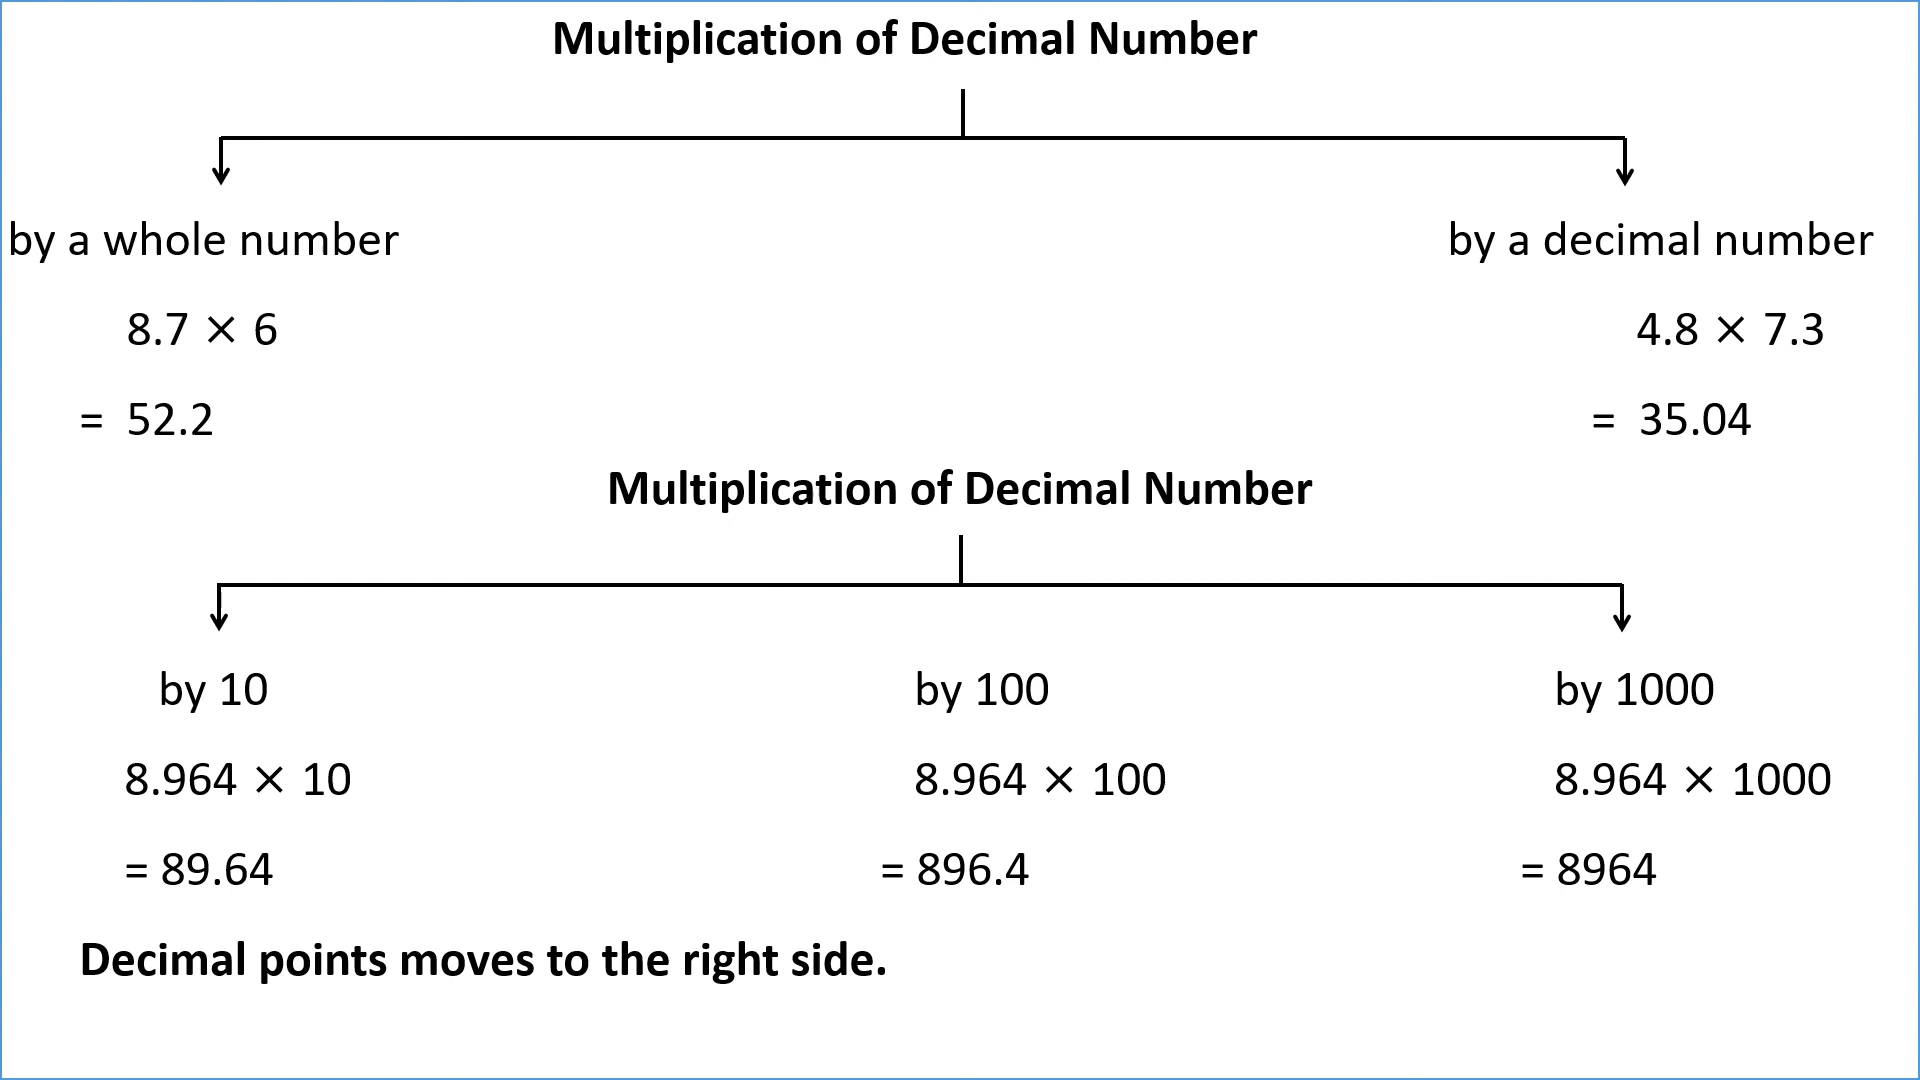 Multiplication of Decimal Number
by a whole number by a decimal number
8.7 × 6 4.8 × 7.3
= 52.2 = 35.04
Multiplication of Decimal Number
by 10 by 100 by 1000
8.964 × 10 8.964 × 100 8.964 × 1000
= 89.64 = 896.4 = 8964
Decimal points moves to the right side.